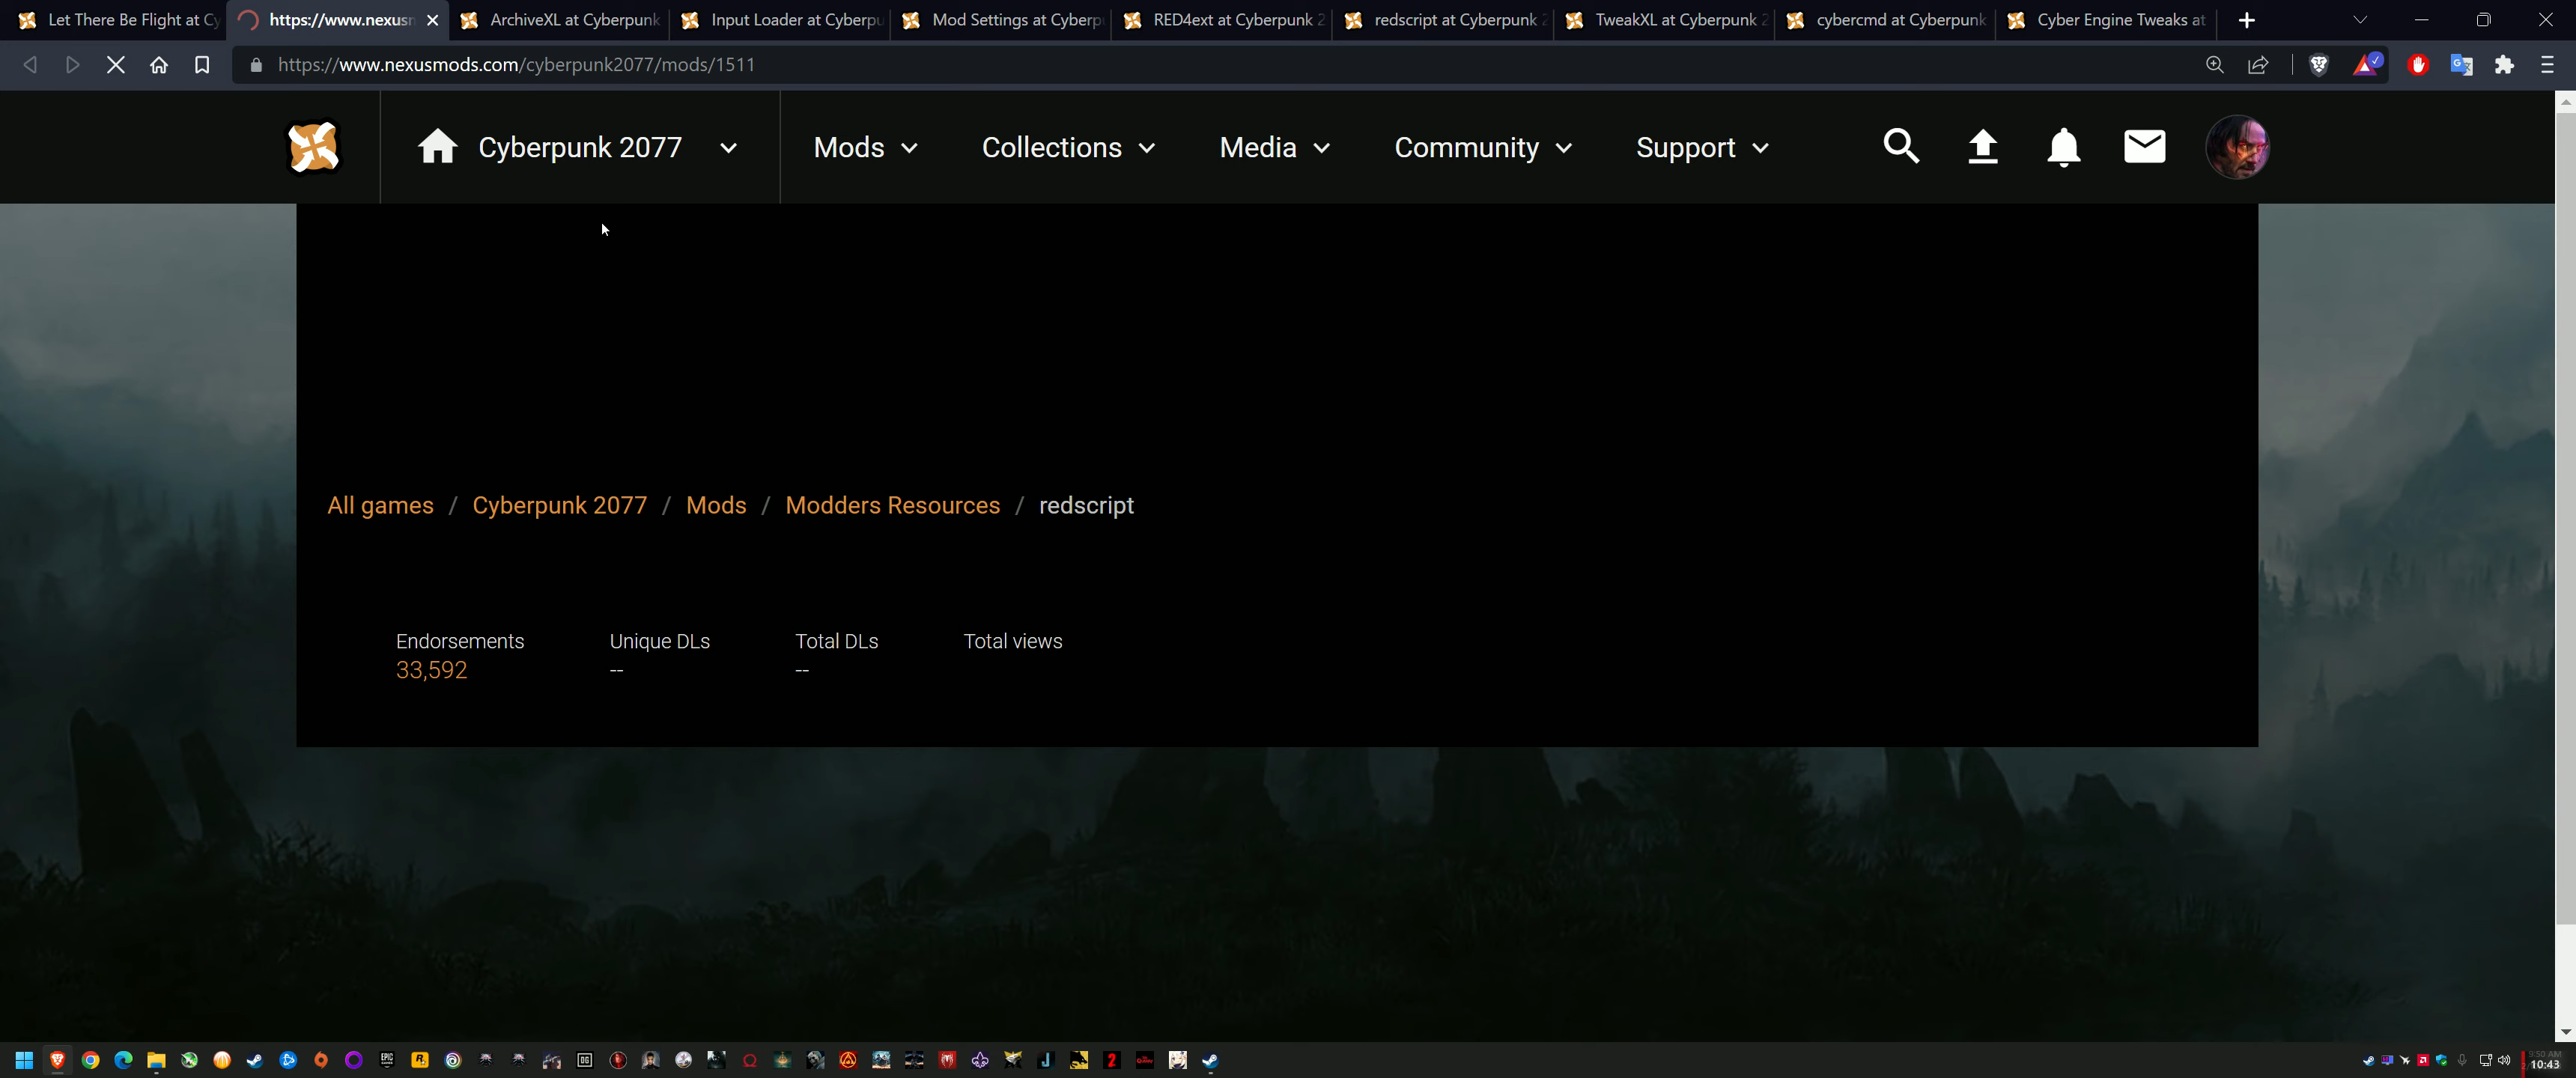 Let There Be Flight at Cy
https://www.nexusm
ArchiveXL at Cyberpunk
Input Loader at Cyberpu
Mod Settings at Cyberp
RED4ext at Cyberpunk 2
redscript at Cyberpunk 2
TweakXL at Cyberpunk 2
cybercmd at Cyberpunk
Cyber Engine Tweaks at
https://www.nexusmods.com/cyberpunk2077/mods/1511
Cyberpunk 2077
Mods
Collections
Media
Community
Support
All games / Cyberpunk 2077 / Mods / Modders Resources / redscript
Endorsements
33,592
Unique DLs
--
Total DLs
--
Total views
9:50 AM
10:43